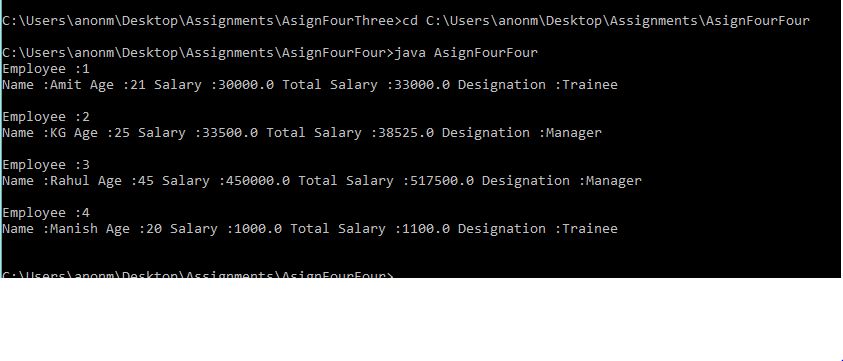 C:\Users\anonm\Desktop\Assignments\AsignFourThree>cd C:\Users\anonm\Desktop\Assignments\AsignFourFour
C:\Users\anonm\Desktop\Assignments\AsignFourFour>java AsignFourFour
Employee :1
Name :Amit Age :21 Salary :30000.0 Total Salary :33000.0 Designation :Trainee
Employee :2
Name :KG Age :25 Salary :33500.0 Total Salary :38525.0 Designation :Manager
Employee :3
Name :Rahul Age :45 Salary :450000.0 Total Salary :517500.0 Designation :Manager
Employee :4
Name :Manish Age :20 Salary :1000.0 Total Salary :1100.0 Designation :Trainee
C:\Users\anonm\Desktop\Assignments\AsignFourFour>